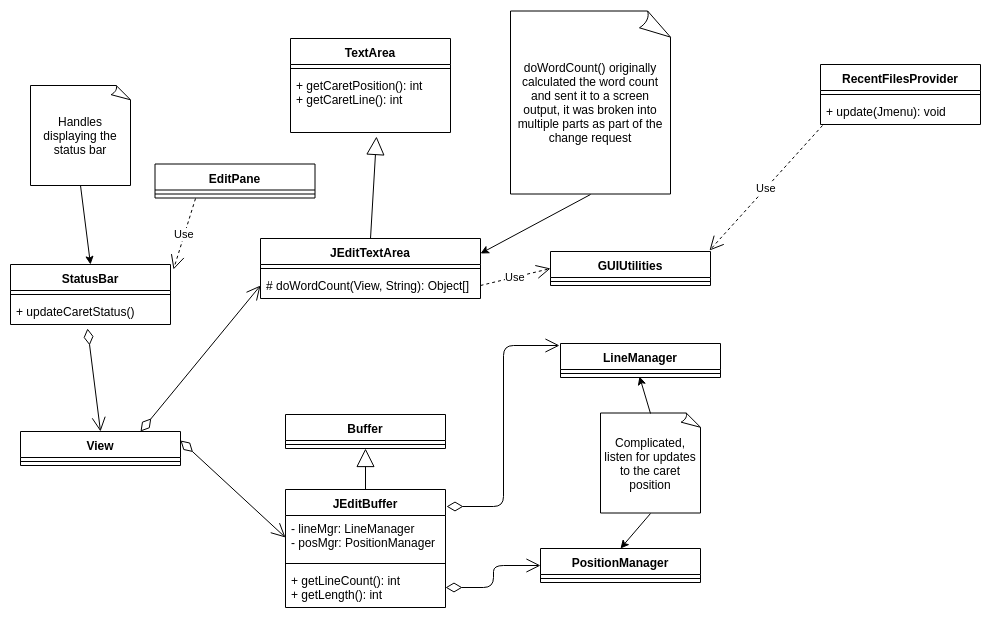 TextArea
+ getCaretPosition(): int
+ getCaretLine(): int
doWordCount() originally
calculated the word count
and sent it to a screen
output, it was broken into
multiple parts as part of the
change request
RecentFilesProvider
+ update(Jmenu): void
Handles
displaying the
status bar
EditPane
Use
Use
JEditTextArea
# doWordCount(View, String): Object[]
Use
GUIUtilities
StatusBar
+ updateCaretStatus()
LineManager
View
Buffer
Complicated,
listen for updates
to the caret
position
JEditBuffer
- lineMgr: LineManager
- posMgr: PositionManager
+ getLineCount(): int
+ getLength(): int
PositionManager